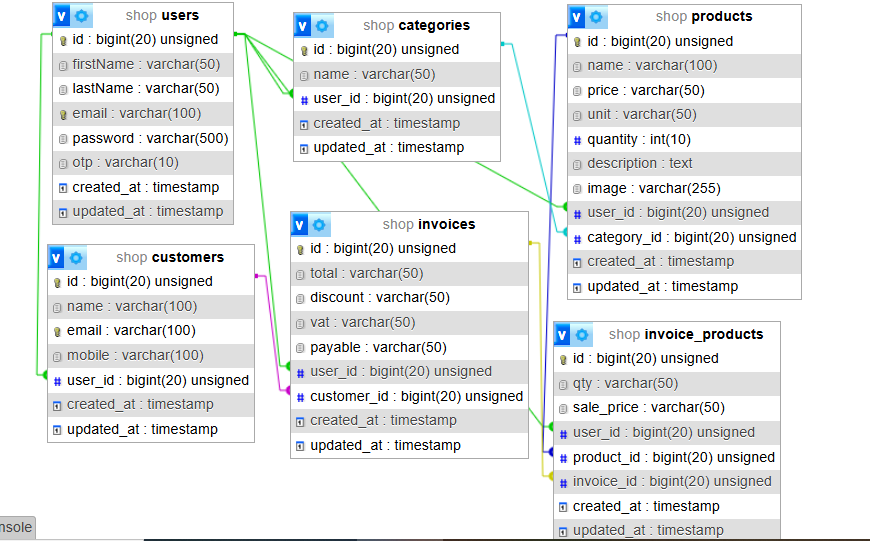 shop users
id : bigint(20) unsigned
firstName : varchar(50)
lastName : varchar(50)
email : varchar(100)
password : varchar(500)
otp : varchar(10)
created_at : timestamp
updated_at : timestamp
shop categories
id : bigint(20) unsigned
name : varchar(50)
user_id : bigint(20) unsigned
created_at : timestamp
updated_at : timestamp
shop products
id : bigint(20) unsigned
name : varchar(100)
price : varchar(50)
unit : varchar(50)
quantity : int(10)
description : text
image : varchar(255)
user_id : bigint(20) unsigned
category_id : bigint(20) unsigned
created_at : timestamp
updated_at : timestamp
shop customers
id : bigint(20) unsigned
name : varchar(100)
email : varchar(100)
mobile : varchar(100)
user_id : bigint(20) unsigned
created_at : timestamp
updated_at : timestamp
shop invoices
id : bigint(20) unsigned
total : varchar(50)
discount : varchar(50)
vat : varchar(50)
payable : varchar(50)
user_id : bigint(20) unsigned
customer_id : bigint(20) unsigned
created_at : timestamp
updated_at : timestamp
shop invoice_products
id : bigint(20) unsigned
qty : varchar(50)
sale_price : varchar(50)
user_id : bigint(20) unsigned
product_id : bigint(20) unsigned
invoice_id : bigint(20) unsigned
created_at : timestamp
updated_at : timestamp
nsole